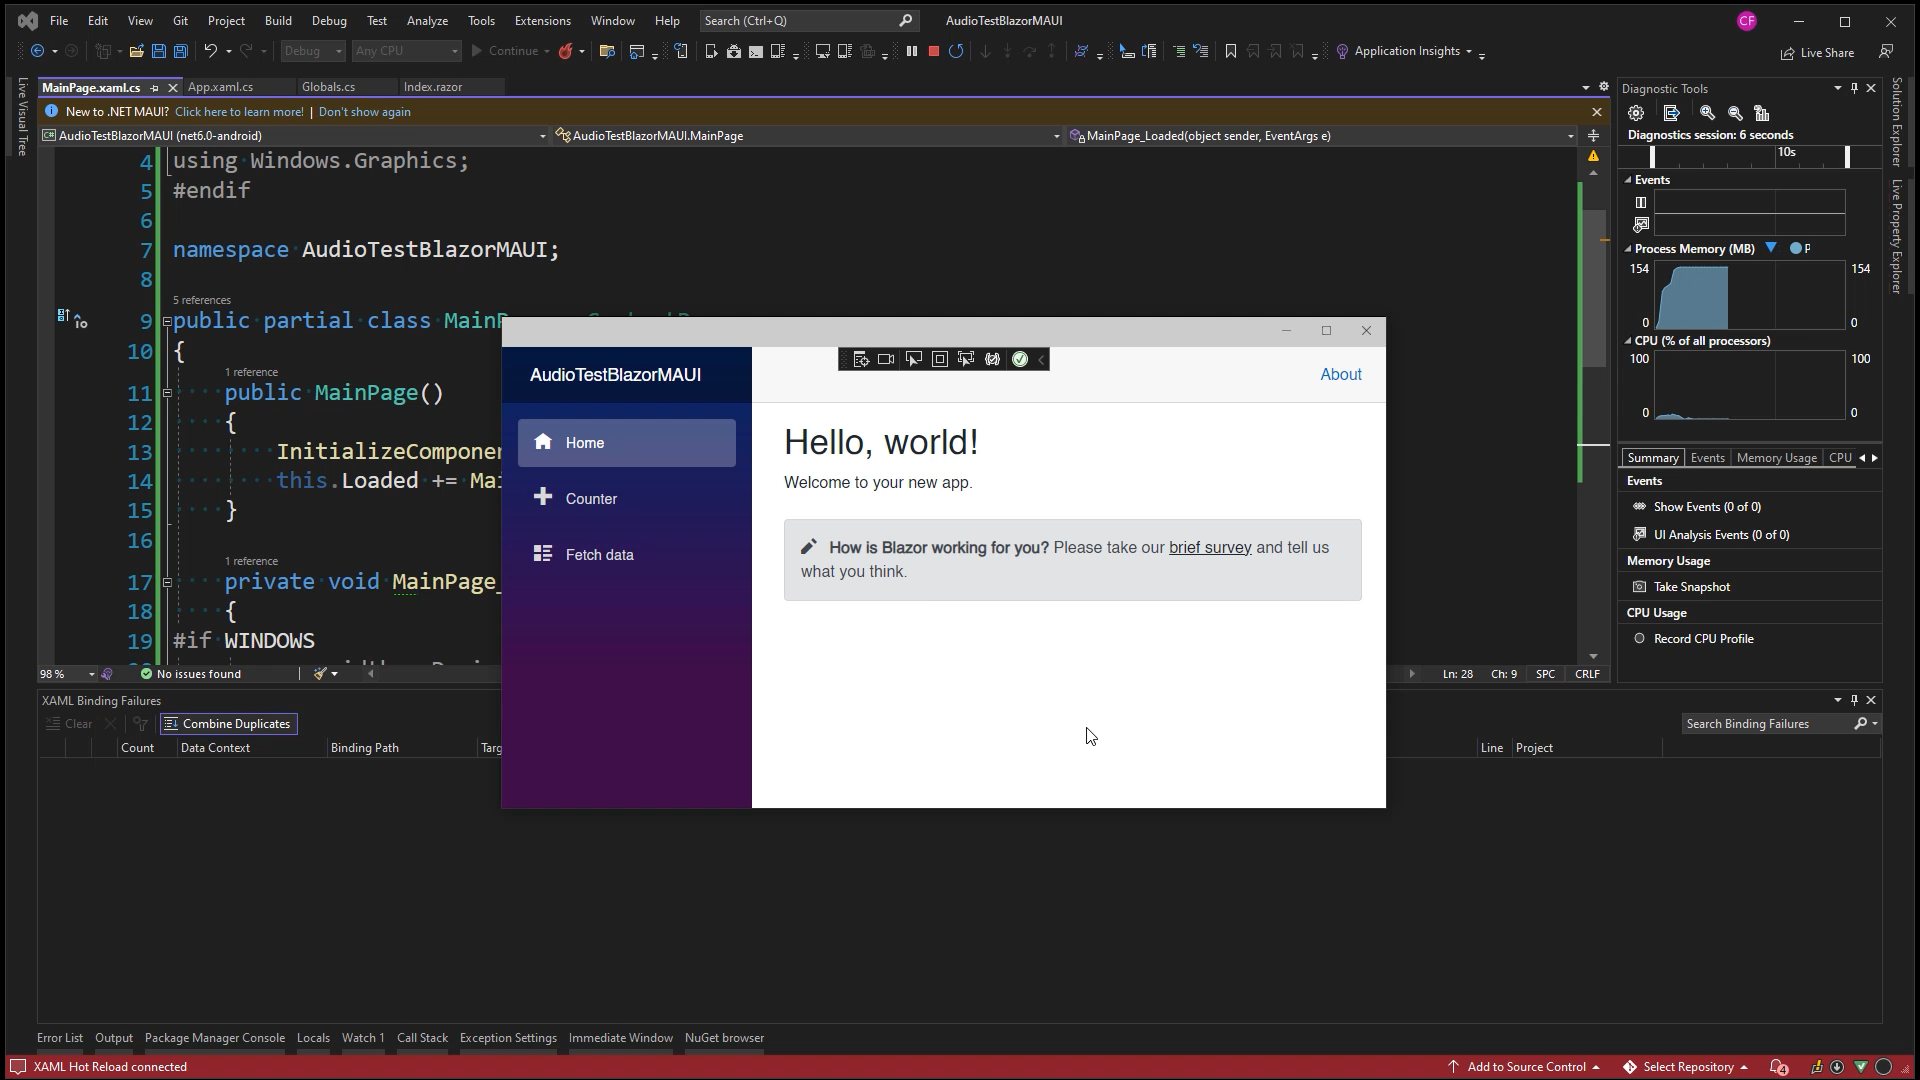 File Edit View Git Project Build Debug Test Analyze Tools Extensions Window Help Search (Ctrl+Q) AudioTestBlazorMAUI CF
Debug Any CPU Continue Application Insights Live Share
Live Visual Tree
MainPage.xaml.cs App.xaml.cs Globals.cs Index.razor
New to .NET MAUI? Click here to learn more! | Don't show again
AudioTestBlazorMAUI (net6.0-android) AudioTestBlazorMAUI.MainPage MainPage_Loaded(object sender, EventArgs e)
4 using Windows.Graphics;
5 #endif
6
7 namespace AudioTestBlazorMAUI;
8
5 references
9 public partial class MainP
10 {
1 reference
11 public MainPage()
12 {
13 InitializeComponen
14 this.Loaded += Mai
15 }
16
1 reference
17 private void MainPage_
18 {
19 #if WINDOWS
98 % No issues found Ln: 28 Ch: 9 SPC CRLF
AudioTestBlazorMAUI
About
Home
Counter
Fetch data
Hello, world!
Welcome to your new app.
How is Blazor working for you? Please take our brief survey and tell us
what you think.
Diagnostic Tools
Diagnostics session: 6 seconds
10s
Events
Process Memory (MB) P
154 154
0 0
CPU (% of all processors)
100 100
0 0
Summary Events Memory Usage CPU
Events
Show Events (0 of 0)
UI Analysis Events (0 of 0)
Memory Usage
Take Snapshot
CPU Usage
Record CPU Profile
Solution Explorer
Live Property Explorer
XAML Binding Failures
Clear Combine Duplicates Search Binding Failures
Count Data Context Binding Path Targ Line Project
Error List Output Package Manager Console Locals Watch 1 Call Stack Exception Settings Immediate Window NuGet browser
XAML Hot Reload connected Add to Source Control Select Repository 4